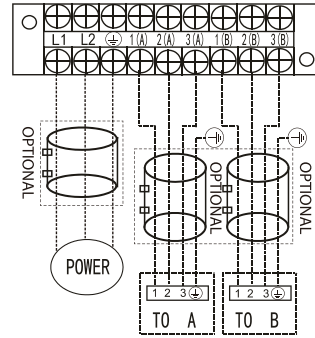 L1 L2 ⏚ 1(A) 2(A) 3(A) 1(B) 2(B) 3(B)
OPTIONAL
OPTIONAL
OPTIONAL
POWER
1 2 3 ⏚
1 2 3 ⏚
TO A
TO B